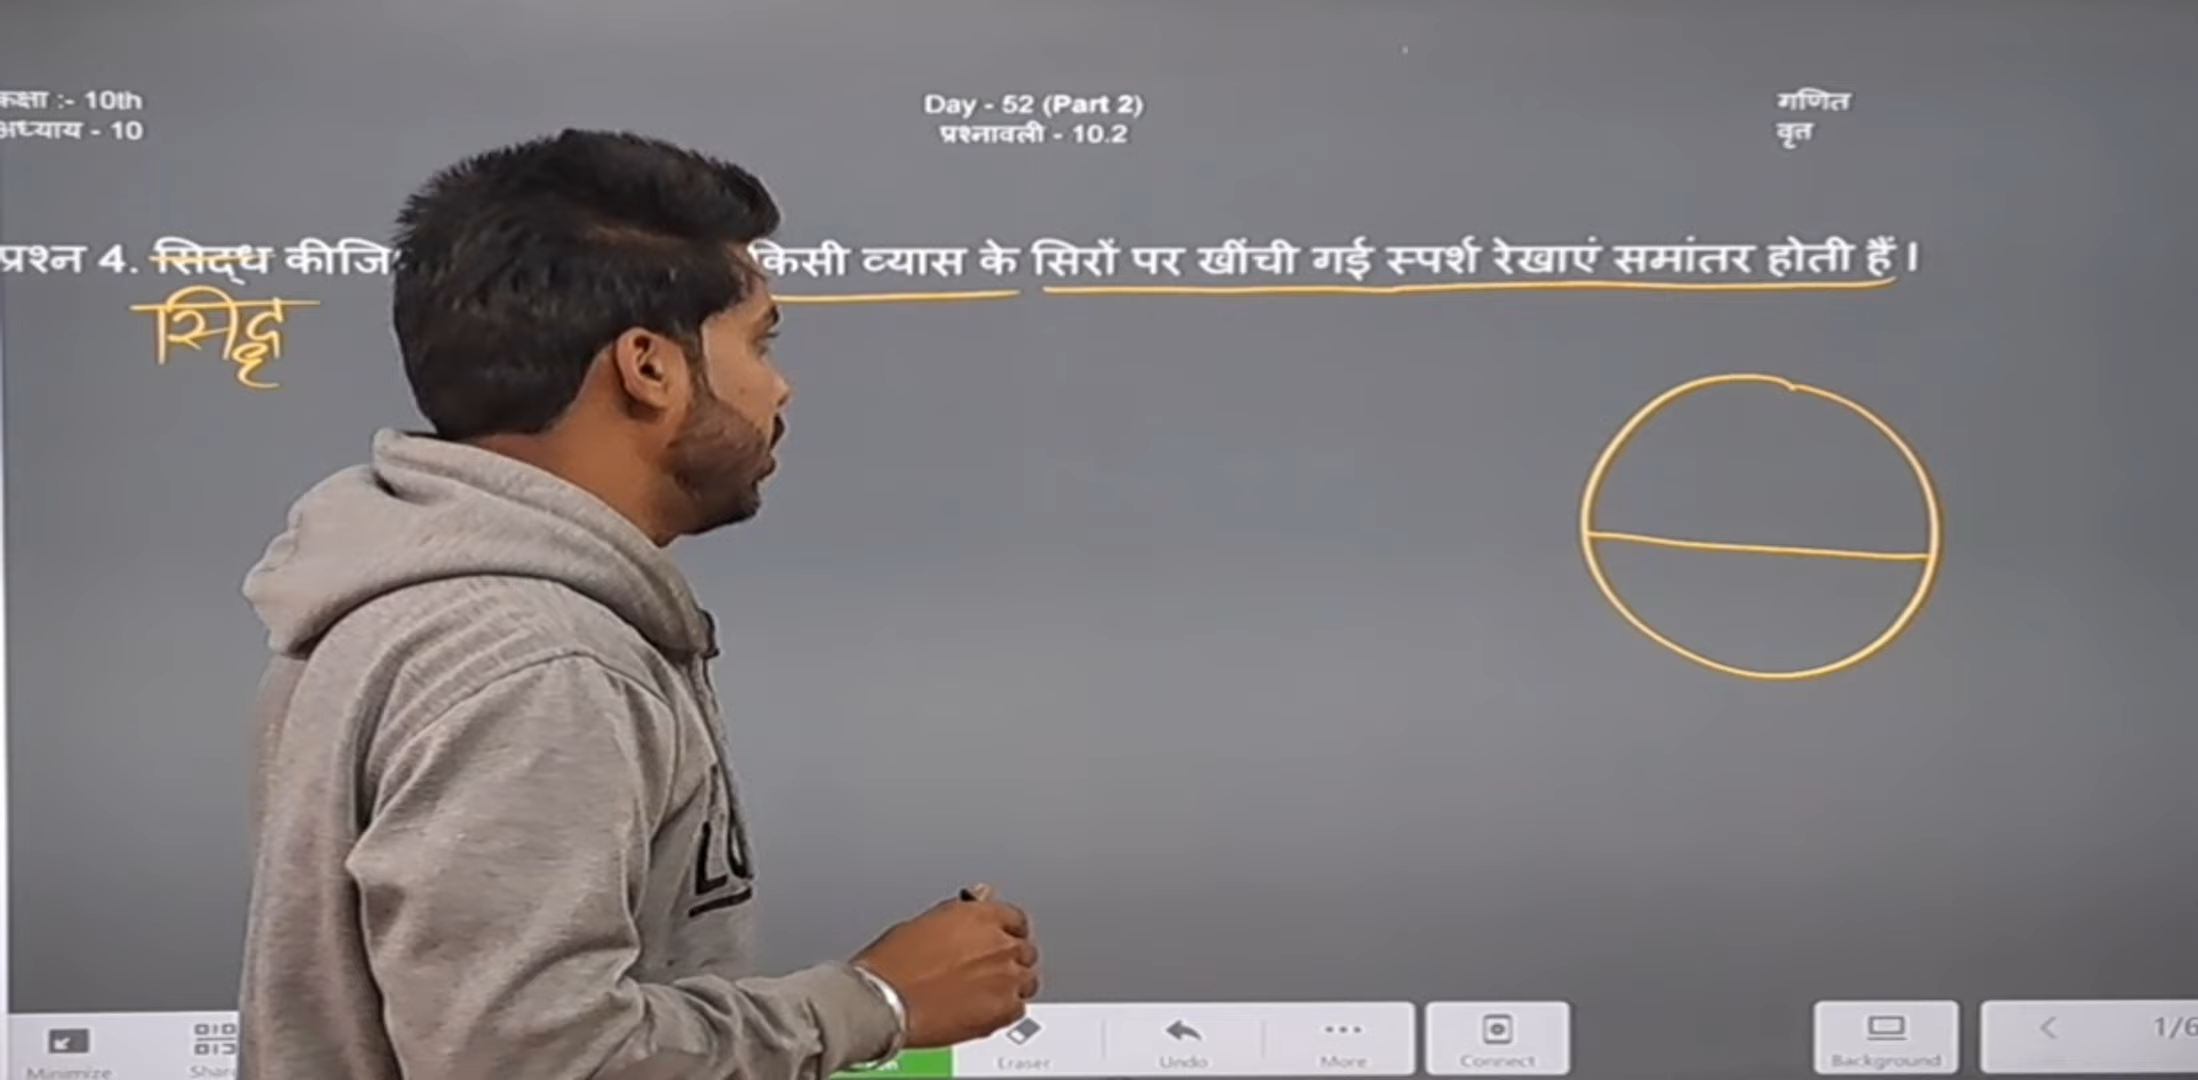 कक्षा :- 10th
अध्याय - 10
Day - 52 (Part 2)
प्रश्नावली - 10.2
गणित
वृत
प्रश्न 4. सिद्ध कीजि किसी व्यास के सिरों पर खींची गई स्पर्श रेखाएं समांतर होती हैं।
सिद्ध
Minimize
Eraser
Undo
More
Connect
Background
1/6